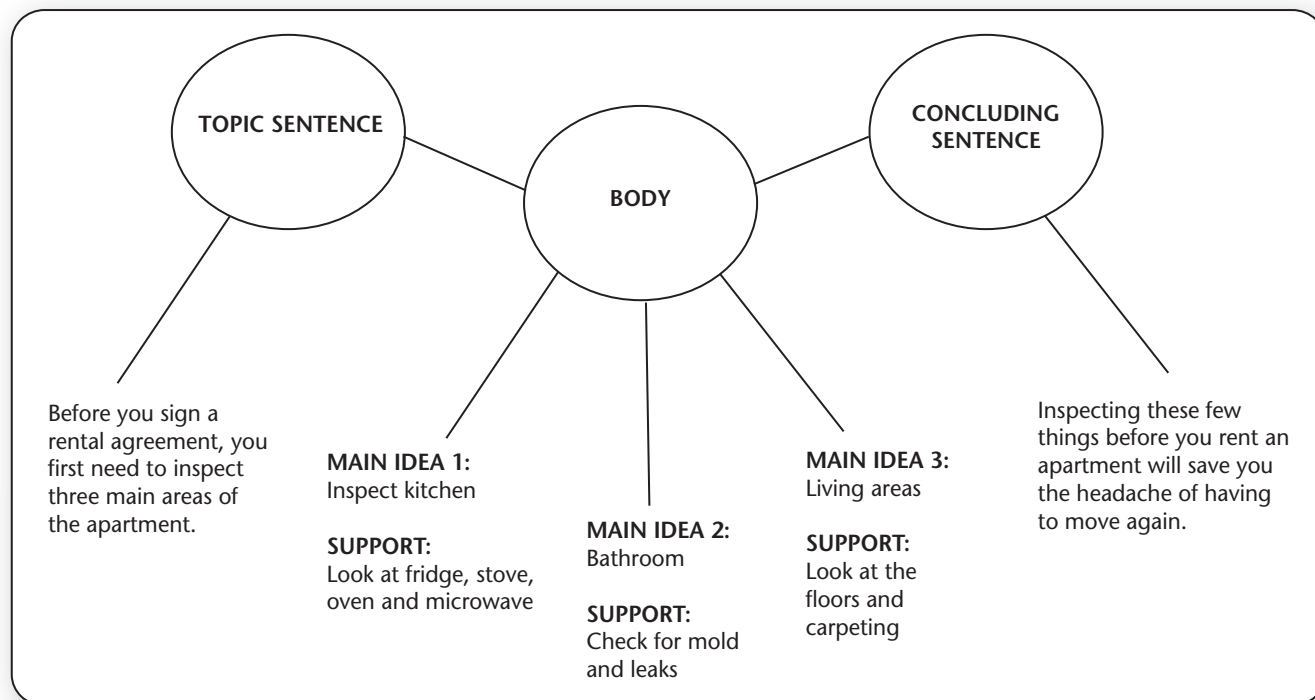 TOPIC SENTENCE
BODY
CONCLUDING
SENTENCE
Before you sign a
rental agreement, you
first need to inspect
three main areas of
the apartment.
MAIN IDEA 1:
Inspect kitchen
SUPPORT:
Look at fridge, stove,
oven and microwave
MAIN IDEA 2:
Bathroom
SUPPORT:
Check for mold
and leaks
MAIN IDEA 3:
Living areas
SUPPORT:
Look at the
floors and
carpeting
Inspecting these few
things before you rent an
apartment will save you
the headache of having
to move again.